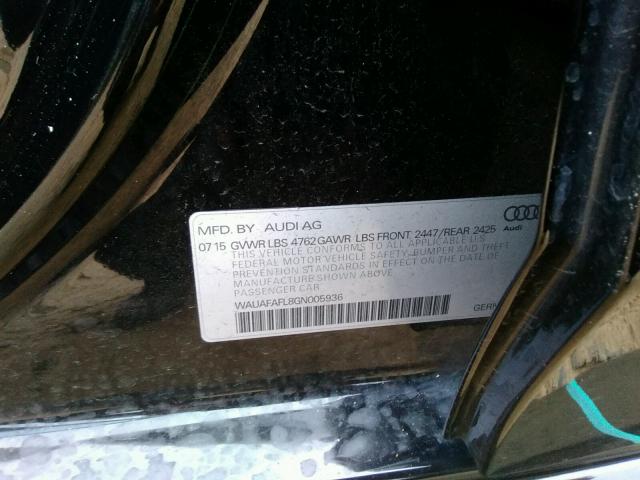 MFD. BY AUDI AG
07 15 GVWR LBS 4762 GAWR LBS FRONT 2447/REAR 2425
Audi
THIS VEHICLE CONFORMS TO ALL APPLICABLE U.S.
FEDERAL MOTOR VEHICLE SAFETY, BUMPER AND THEFT
PREVENTION STANDARDS IN EFFECT ON THE DATE OF
MANUFACTURE SHOWN ABOVE
PASSENGER CAR
WAUAFAFL8GN005936
GERM